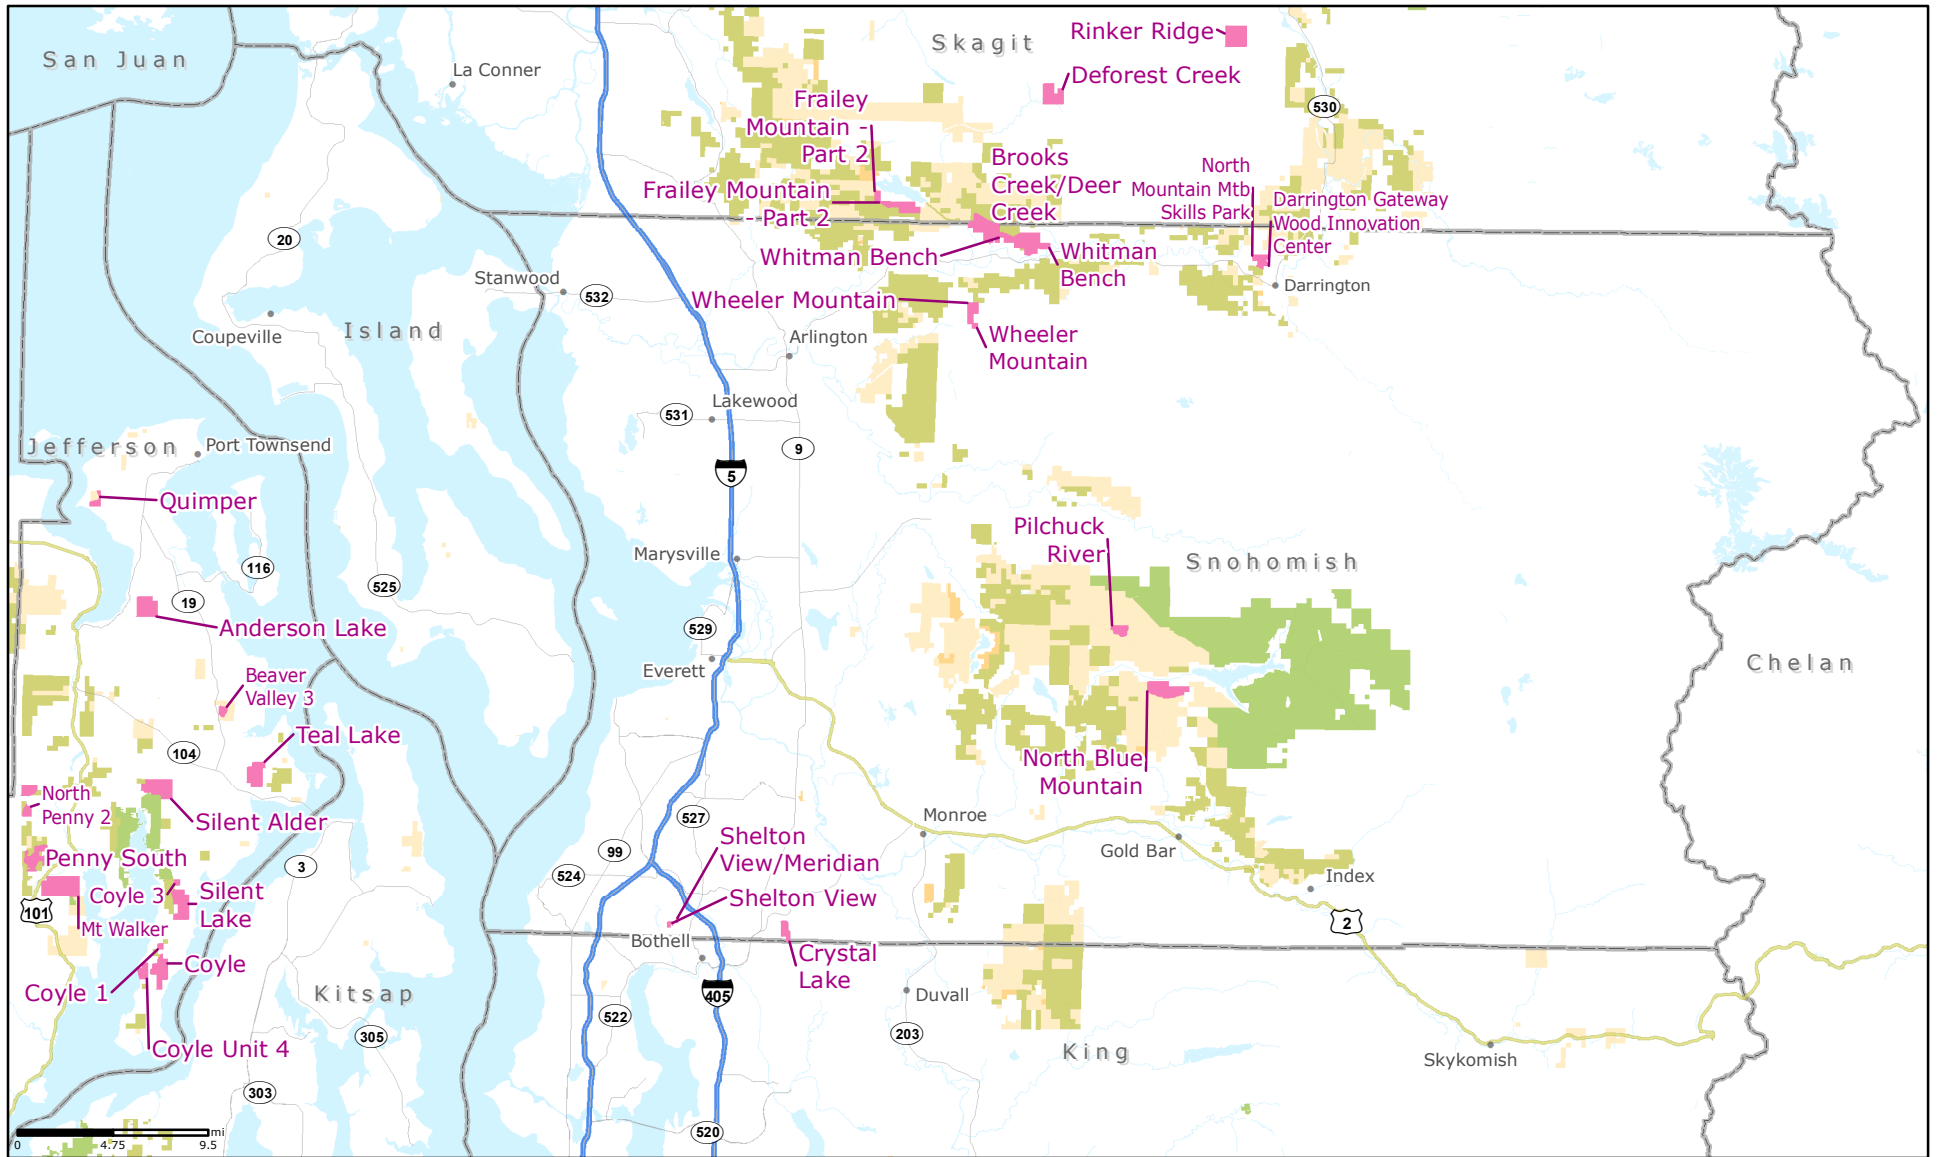 San Juan
Skagit
Rinker Ridge
La Conner
Deforest Creek
530
Frailey
Mountain -
Part 2
Brooks
Creek/Deer
Creek
North
Mountain Mtb
Skills Park
Frailey Mountain
- Part 2
Darrington Gateway
Wood Innovation
Center
20
Whitman Bench
Whitman
Bench
Stanwood
532
Darrington
Wheeler Mountain
Coupeville
Island
Arlington
Wheeler
Mountain
Lakewood
531
9
Jefferson
Port Townsend
5
Quimper
Pilchuck
River
Marysville
Snohomish
116
525
19
Anderson Lake
529
Everett
Chelan
Beaver
Valley 3
Teal Lake
104
North Blue
Mountain
North
Penny 2
Silent Alder
527
Monroe
Shelton
View/Meridian
99
Gold Bar
Penny South
3
524
Index
Coyle 3
Silent
Lake
Shelton View
101
Mt Walker
2
Bothell
Crystal
Lake
Coyle
Coyle 1
Kitsap
405
Duvall
522
203
305
Coyle Unit 4
King
Skykomish
303
520
mi
0
4.75
9.5